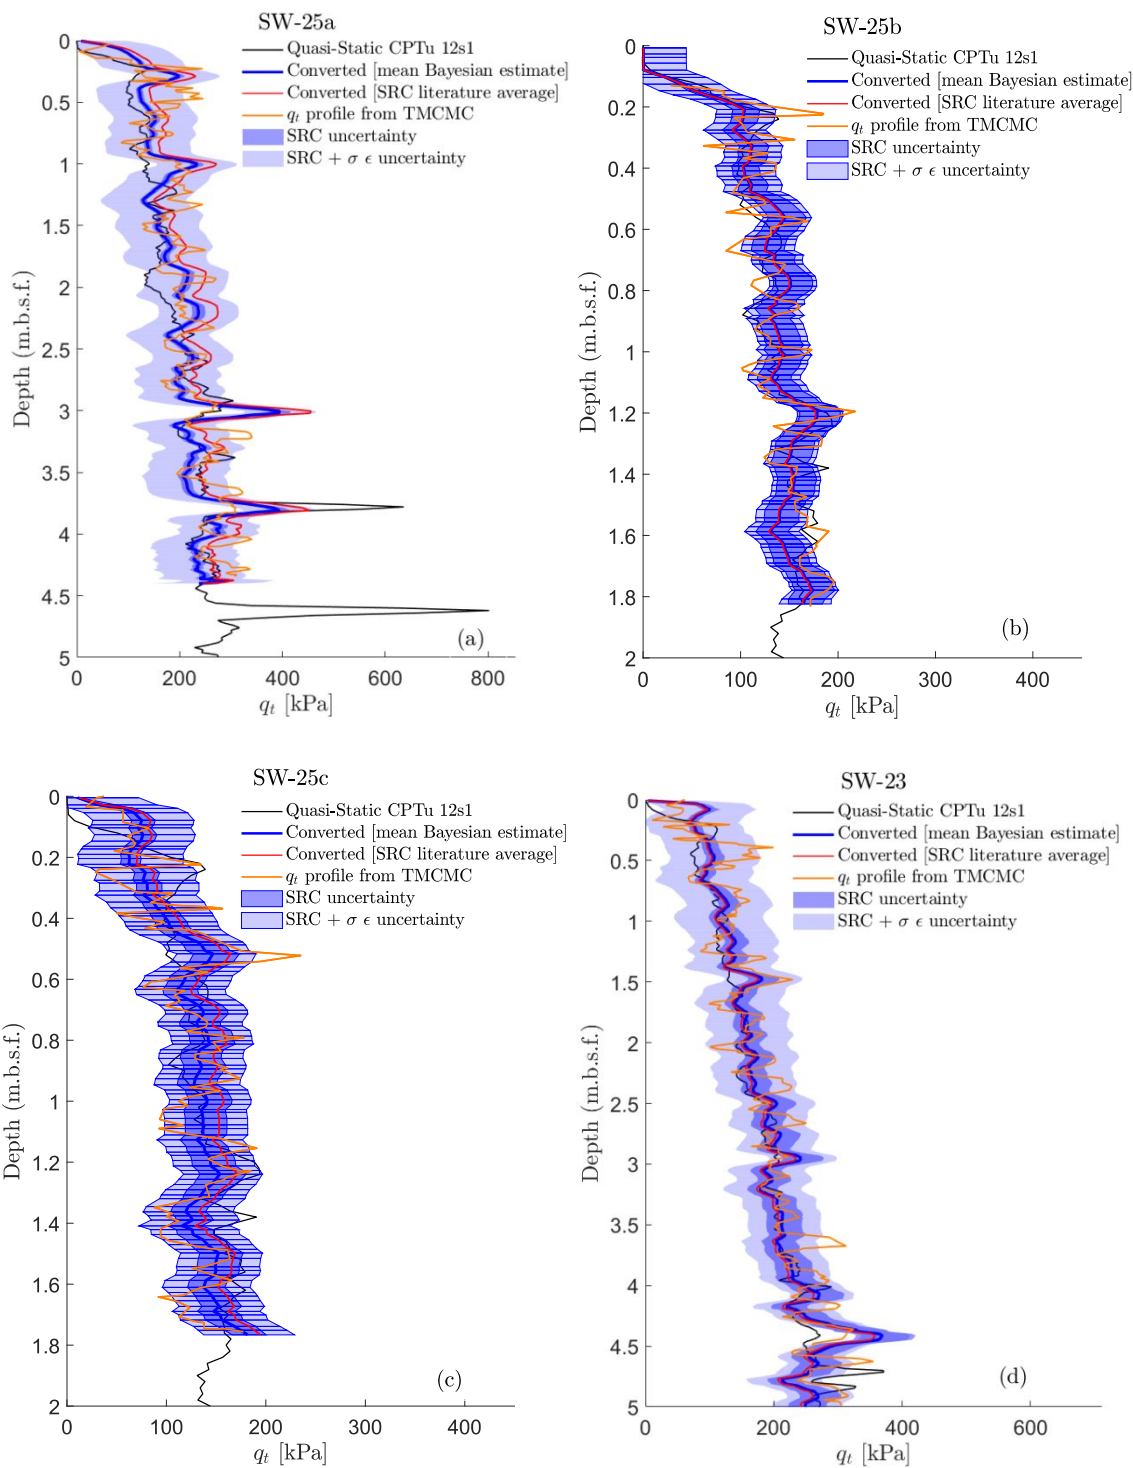 SW-25a
Quasi-Static CPTu 12s1
Converted [mean Bayesian estimate]
Converted [SRC literature average]
q_t profile from TMCMC
SRC uncertainty
SRC + σ ϵ uncertainty
0
0.5
1
1.5
2
2.5
3
3.5
4
4.5
5
Depth (m.b.s.f.)
(a)
0 200 400 600 800
q_t [kPa]
SW-25b
Quasi-Static CPTu 12s1
Converted [mean Bayesian estimate]
Converted [SRC literature average]
q_t profile from TMCMC
SRC uncertainty
SRC + σ ϵ uncertainty
0
0.2
0.4
0.6
0.8
1
1.2
1.4
1.6
1.8
2
Depth (m.b.s.f.)
(b)
0 100 200 300 400
q_t [kPa]
SW-25c
Quasi-Static CPTu 12s1
Converted [mean Bayesian estimate]
Converted [SRC literature average]
q_t profile from TMCMC
SRC uncertainty
SRC + σ ϵ uncertainty
0
0.2
0.4
0.6
0.8
1
1.2
1.4
1.6
1.8
2
Depth (m.b.s.f.)
(c)
0 100 200 300 400
q_t [kPa]
SW-23
Quasi-Static CPTu 12s1
Converted [mean Bayesian estimate]
Converted [SRC literature average]
q_t profile from TMCMC
SRC uncertainty
SRC + σ ϵ uncertainty
0
0.5
1
1.5
2
2.5
3
3.5
4
4.5
5
Depth (m.b.s.f.)
(d)
0 200 400 600
q_t [kPa]